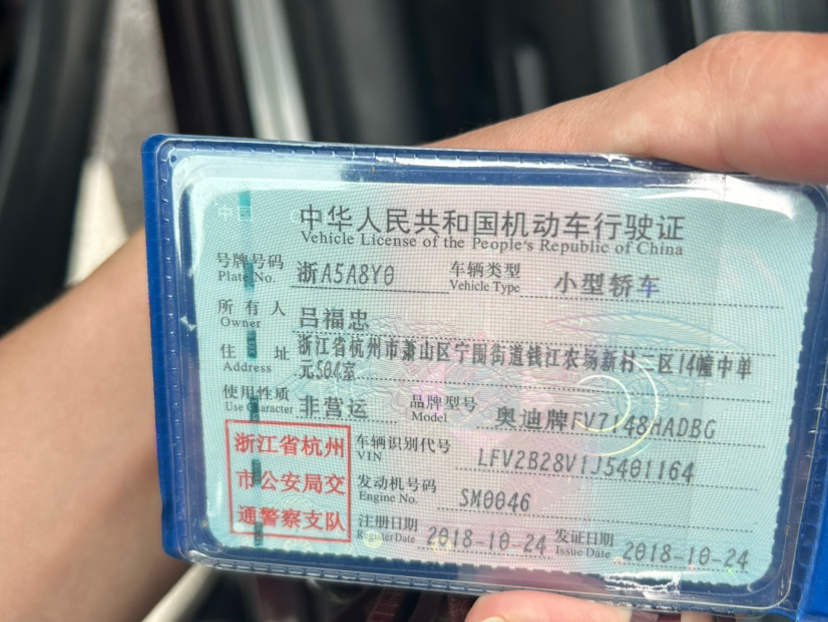 中国
中华人民共和国机动车行驶证
Vehicle License of the People's Republic of China
号牌号码 浙A5A8Y0 车辆类型 小型轿车
Plate No. Vehicle Type
所有人 吕福忠
Owner
住址 浙江省杭州市萧山区宁围街道钱江农场新村二区14幢中单
Address 元504室
使用性质 非营运 品牌型号 奥迪牌FV7148HADBG
Use Character Model
浙江省杭州 车辆识别代号 LFV2B28V1J5401164
VIN
市公安局交 发动机号码 SM0046
Engine No.
通警察支队 注册日期 2018-10-24 发证日期 2018-10-24
Register Date Issue Date